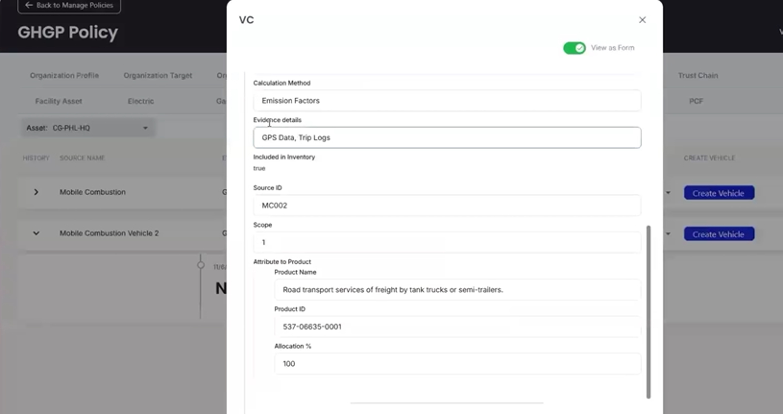 ← Back to Manage Policies
VC
GHGP Policy
View as Form
Organization Profile
Organization Target
Trust Chain
Facility Asset
Electric
PCF
Asset: CG-PHL-HQ
HISTORY
SOURCE NAME
CREATE VEHICLE
Mobile Combustion
Create Vehicle
Mobile Combustion Vehicle 2
Create Vehicle
Calculation Method
Emission Factors
Evidence details
GPS Data, Trip Logs
Included in Inventory
true
Source ID
MC002
Scope
1
Attribute to Product
Product Name
Road transport services of freight by tank trucks or semi-trailers.
Product ID
537-06635-0001
Allocation %
100